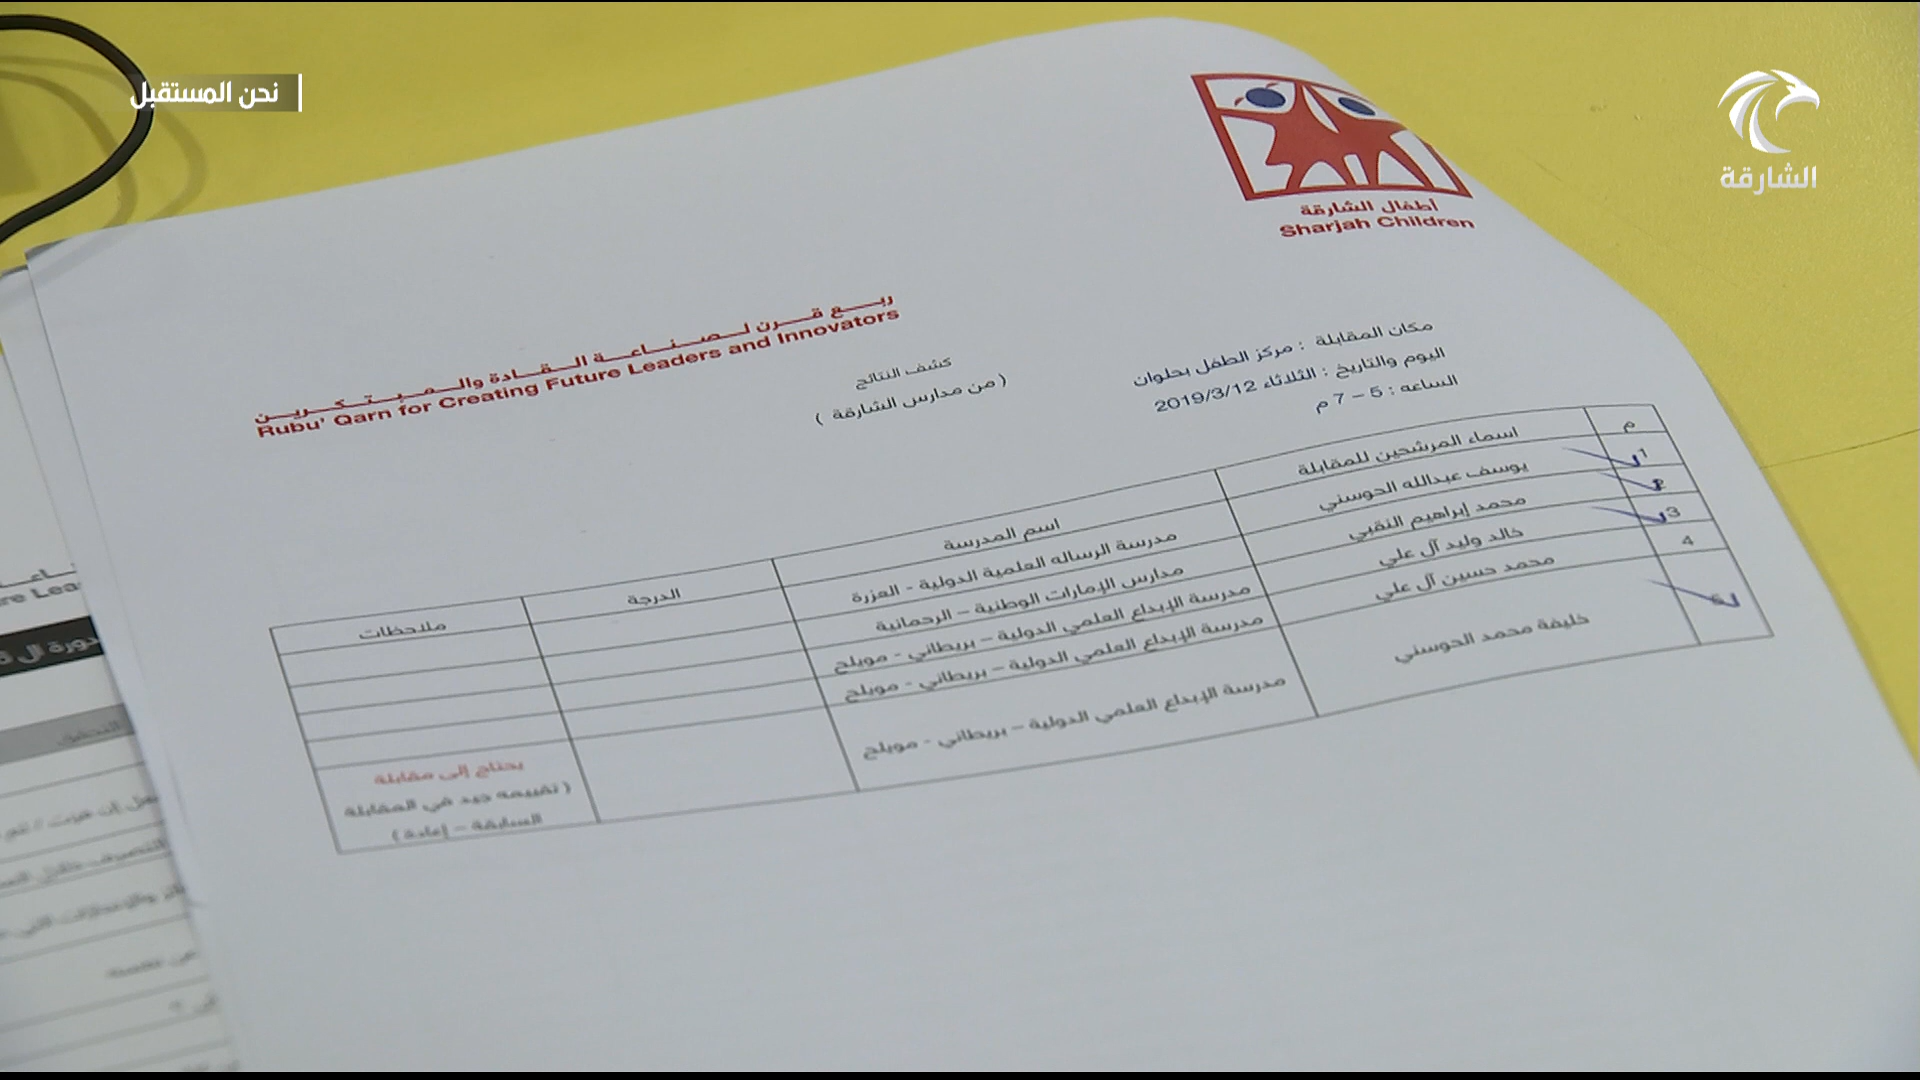 نحن المستقبل
الشارقة
أطفال الشارقة
Sharjah Children
ربع قرن لصناعة القادة والمبتكرين
Rubu' Qarn for Creating Future Leaders and Innovators
مكان المقابلة : مركز الطفل بحلوان
اليوم والتاريخ : الثلاثاء 2019/3/12
الساعه : 5 – 7 م
كشف النتائج
( من مدارس الشارقة )
م اسماء المرشحين للمقابلة اسم المدرسة الدرجة ملاحظات
1 يوسف عبدالله الحوسني مدرسة الرساله العلمية الدولية - العزرة
2 محمد إبراهيم النقبي مدارس الإمارات الوطنية – الرحمانية
3 خالد وليد آل علي مدرسة الإبداع العلمي الدولية – بريطاني - مويلح
4 محمد حسين آل علي مدرسة الإبداع العلمي الدولية – بريطاني - مويلح
5 خليفة محمد الحوسني مدرسة الإبداع العلمي الدولية – بريطاني - مويلح
يحتاج إلى مقابلة
( تقييمه جيد في المقابلة
السابقة – إعادة )